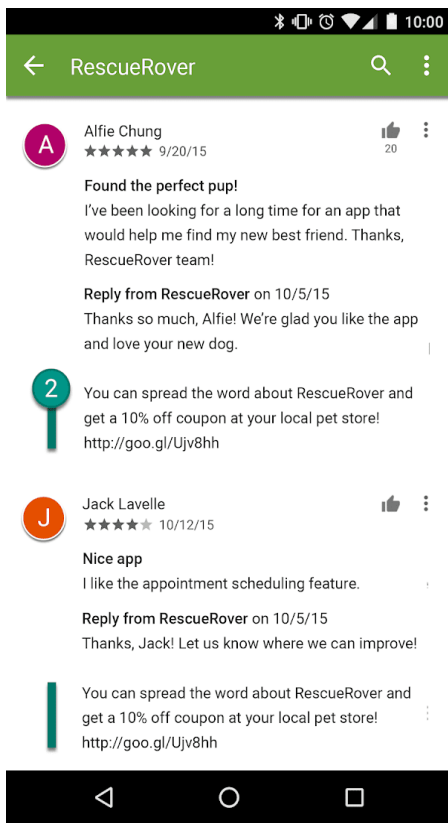 10:00
RescueRover
A
Alfie Chung
★★★★★ 9/20/15
20
Found the perfect pup!
I've been looking for a long time for an app that
would help me find my new best friend. Thanks,
RescueRover team!
Reply from RescueRover on 10/5/15
Thanks so much, Alfie! We're glad you like the app
and love your new dog.
2
You can spread the word about RescueRover and
get a 10% off coupon at your local pet store!
http://goo.gl/Ujv8hh
J
Jack Lavelle
★★★★★ 10/12/15
Nice app
I like the appointment scheduling feature.
Reply from RescueRover on 10/5/15
Thanks, Jack! Let us know where we can improve!
You can spread the word about RescueRover and
get a 10% off coupon at your local pet store!
http://goo.gl/Ujv8hh